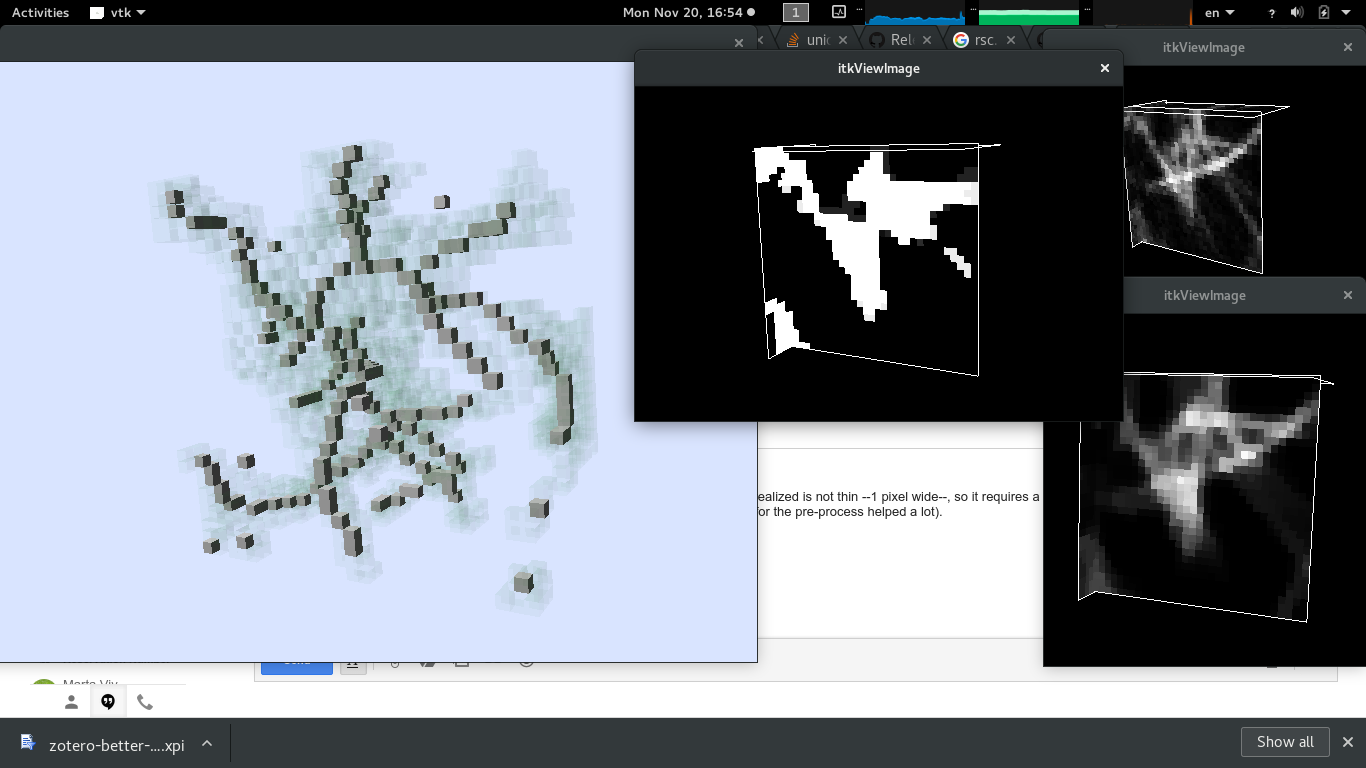 Activities vtk Mon Nov 20, 16:54 1 en ?
unic Rel rsc.
itkViewImage
itkViewImage
itkViewImage
ealized is not thin --1 pixel wide--, so it requires a
or the pre-process helped a lot).
zotero-better-....xpi Show all